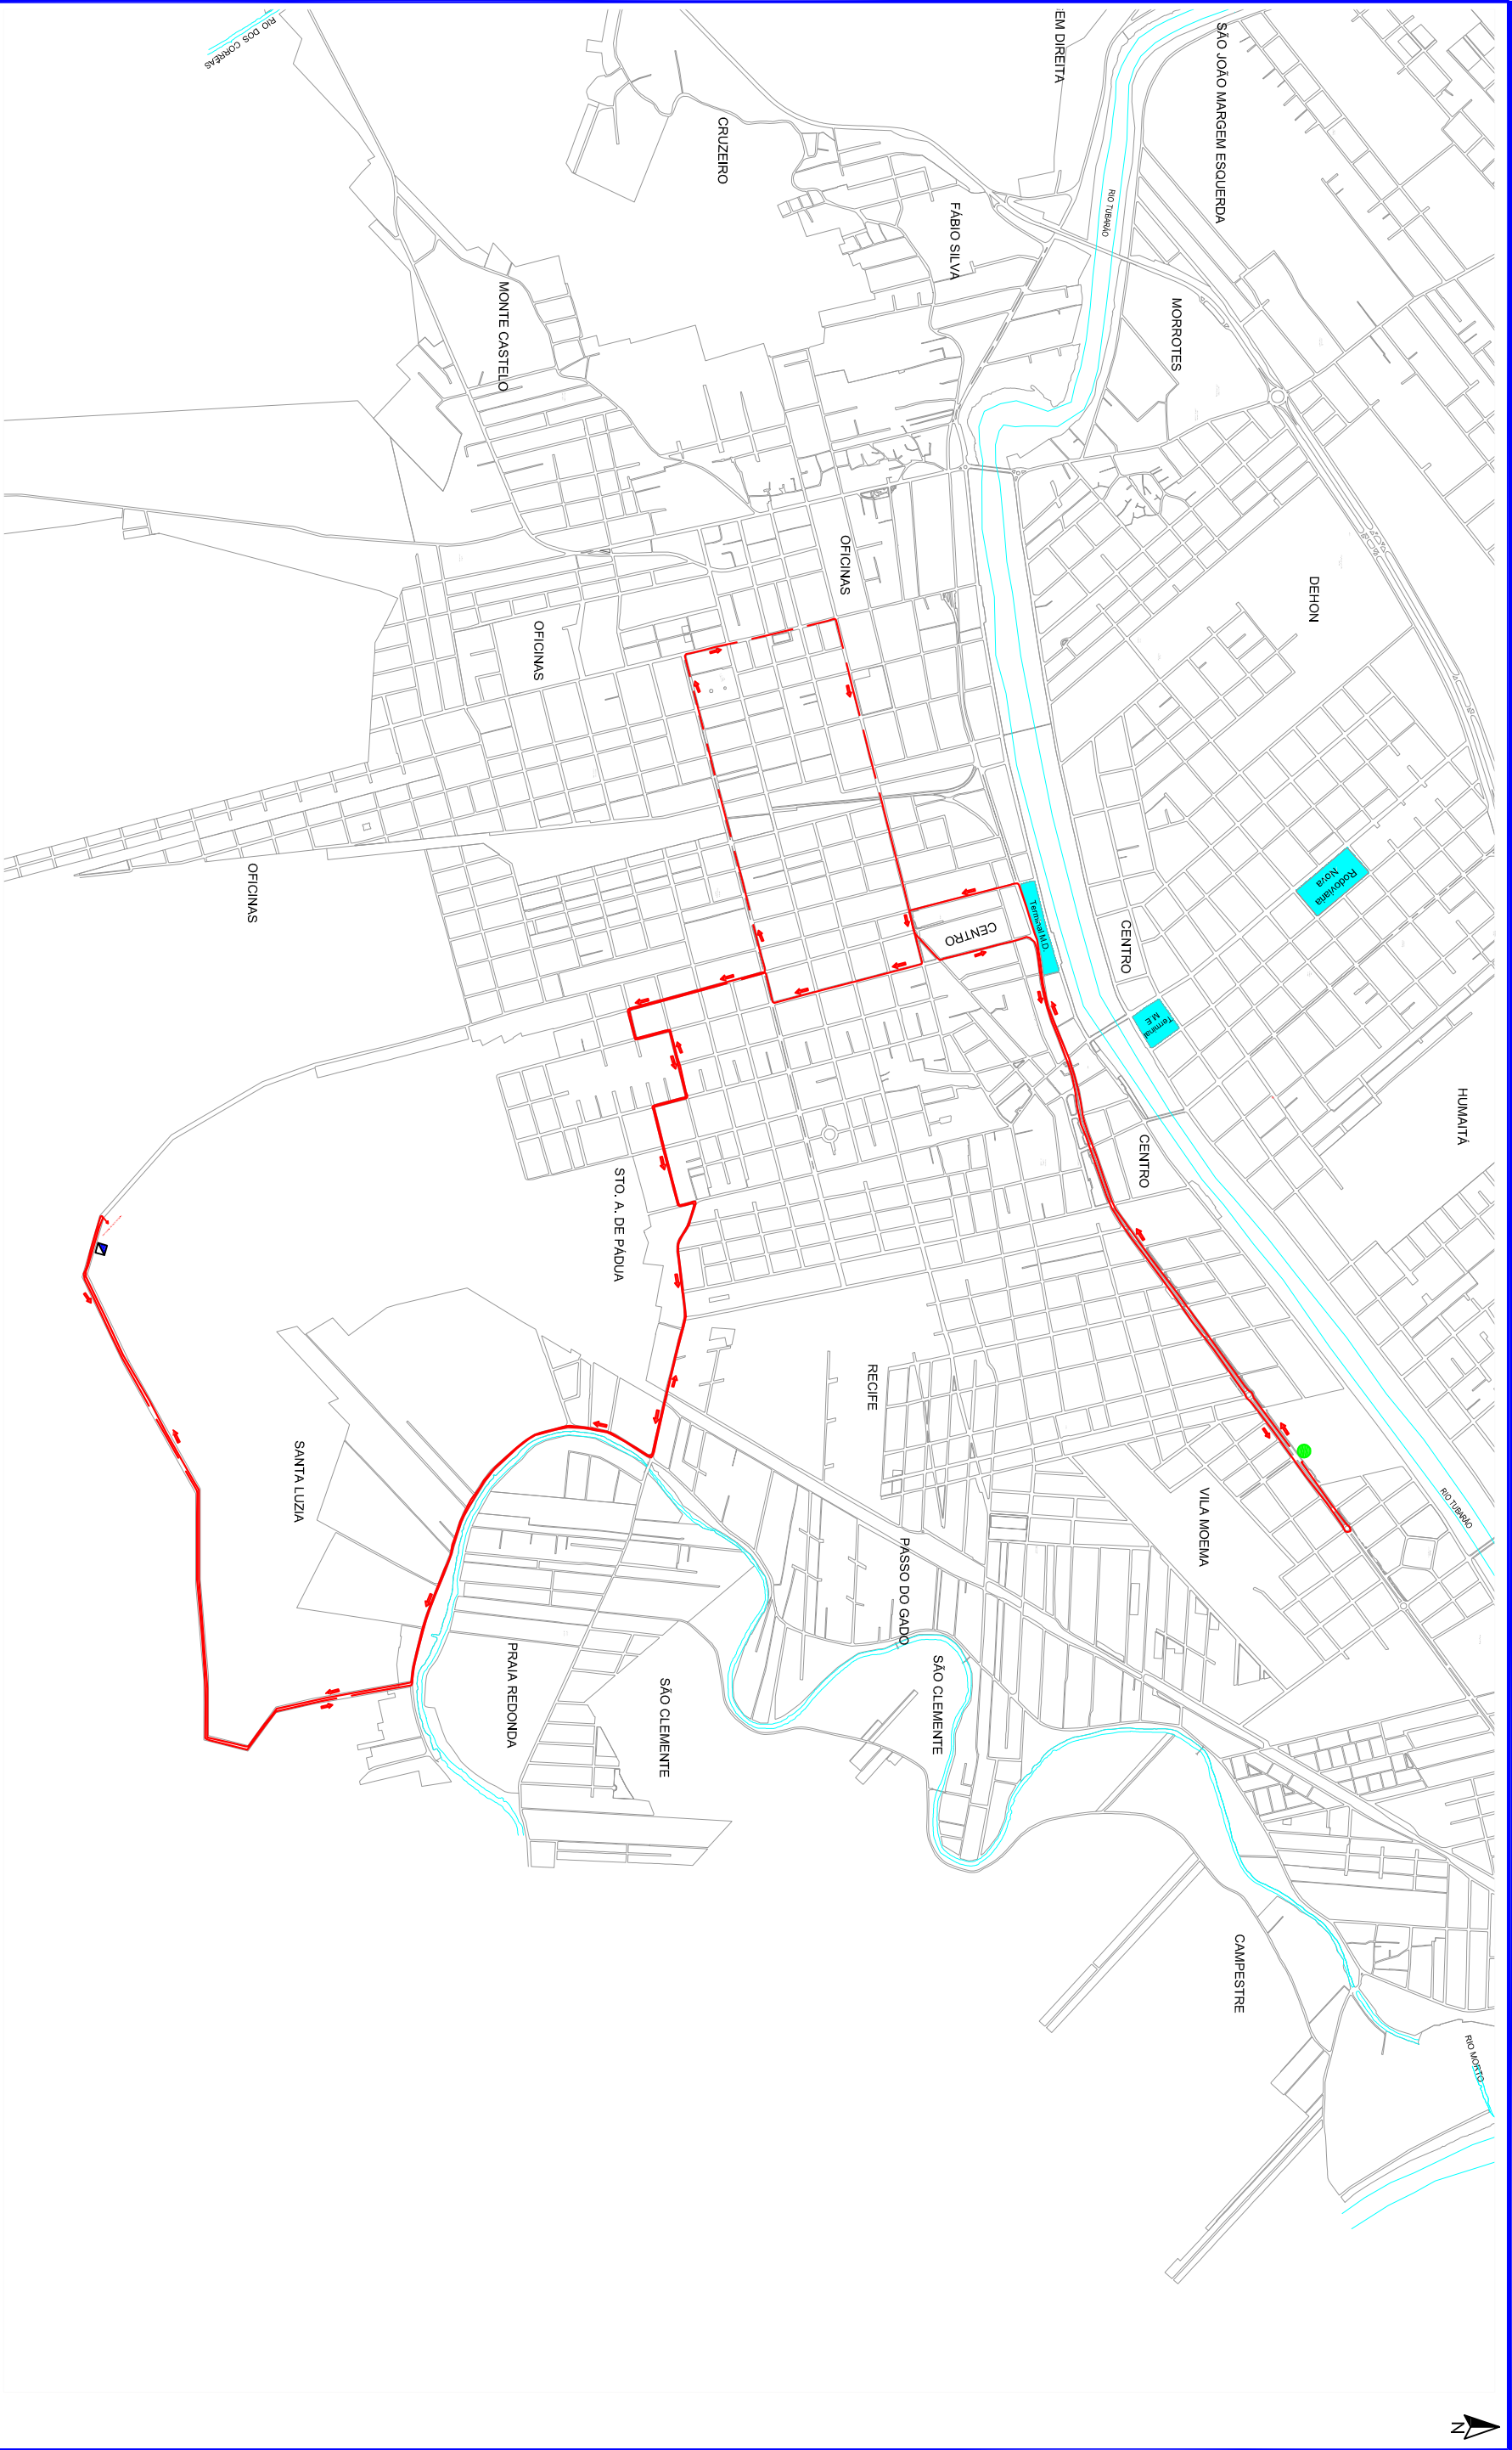 RIO DOS CORRÊAS
EM DIREITA
SÃO JOÃO MARGEM ESQUERDA
CRUZEIRO
FÁBIO SILVA
RIO TUBARÃO
MORROTES
MONTE CASTELO
OFICINAS
DEHON
OFICINAS
OFICINAS
Rodoviaria
Nova
Terminal M.D.
CENTRO
CENTRO
Terminal
M.E
HUMAITÁ
CENTRO
STO. A. DE PÁDUA
RECIFE
SANTA LUZIA
VILA MOEMA
RIO TUBARÃO
PASSO DO GADO
PRAIA REDONDA
SÃO CLEMENTE
SÃO CLEMENTE
CAMPESTRE
RIO MORTO
N